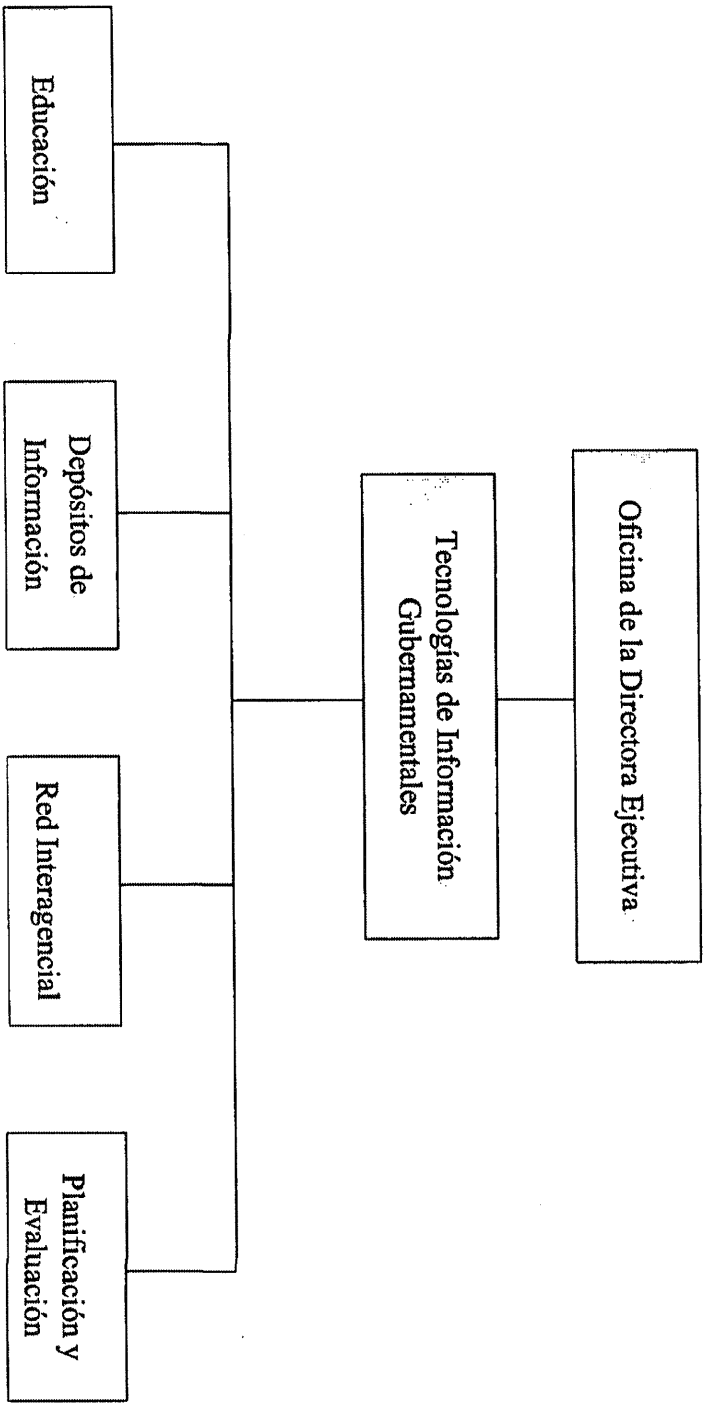 Oficina de la Directora Ejecutiva
Tecnologías de Información
Gubernamentales
Educación
Depósitos de
Información
Red Interagencial
Planificación y
Evaluación